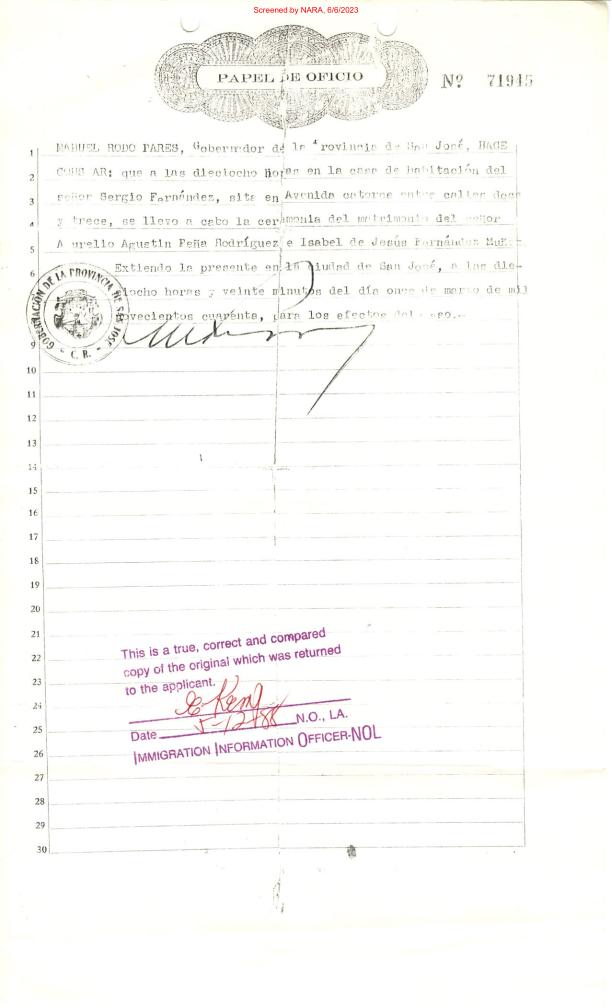 Screened by NARA, 6/6/2023
PAPEL DE OFICIO
Nº 71945
1 MANUEL RODO PARES, Gobernador de la Provincia de San José, HACE
2 AR: que a las dieciocho horas en la casa de habitación del
3 señor Sergio Fernández, sita en Avenida catorce entre calles doce
4 y trece, se llevo a cabo la ceremonia del matrimonio del señor
5 Aurelio Agustin Peña Rodríguez e Isabel de Jesús Fernández
6 Extiendo la presente en la ciudad de San José, a las die-
ciocho horas y veinte minutos del día once de marzo de mil
novecientos cuarenta, para los efectos del caso.-
GOBERNACIÓN DE LA PROVINCIA DE SAN JOSE - C. R. -
9
10
11
12
13
14
15
16
17
18
19
20
21
22
23
24
25
26
27
28
29
30
This is a true, correct and compared
copy of the original which was returned
to the applicant.
Date 5-12-88 N.O., LA.
IMMIGRATION INFORMATION OFFICER-NOL